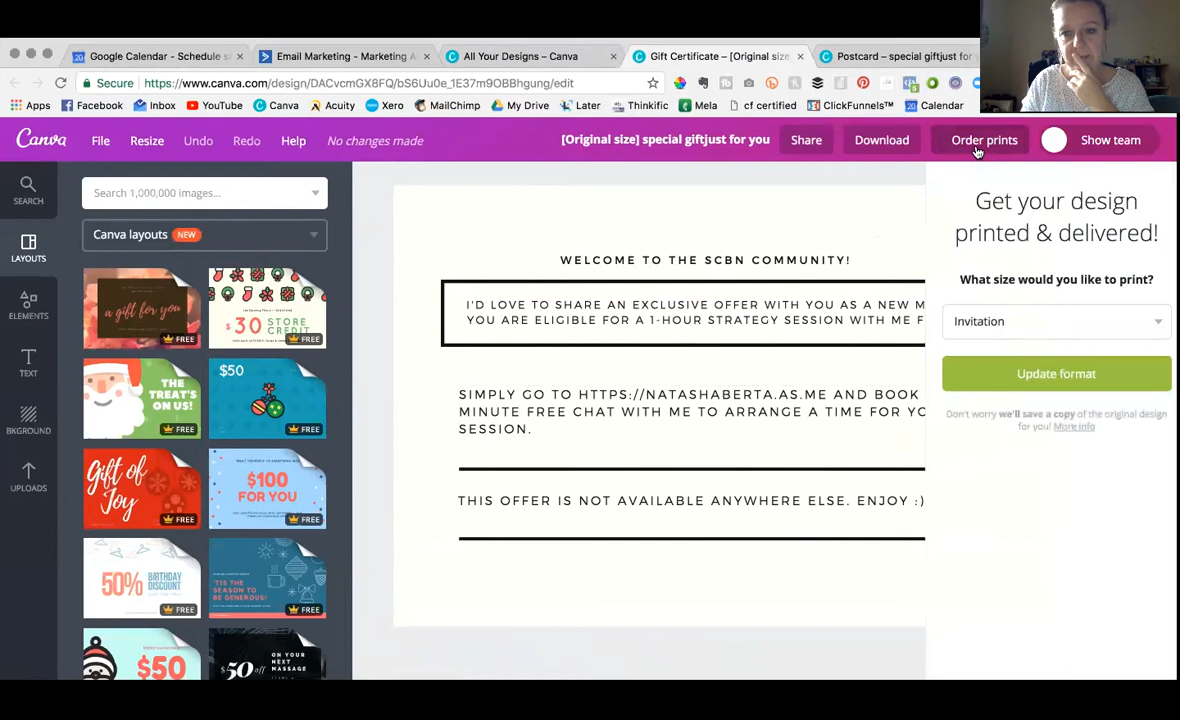 Google Calendar - Schedule
Email Marketing - Marketing
All Your Designs - Canva
Gift Certificate – [Original size
Postcard – special giftjust for
Secure
https://www.canva.com/design/DACvcmGX8FQ/bS6Uu0e_1E37m9OBBhgung/edit
Apps
Facebook
Inbox
YouTube
Canva
Acuity
Xero
MailChimp
My Drive
Later
Thinkific
Mela
cf certified
ClickFunnels™
Calendar
Canva
File
Resize
Undo
Redo
Help
No changes made
[Original size] special giftjust for you
Share
Download
Order prints
Show team
SEARCH
LAYOUTS
ELEMENTS
TEXT
BKGROUND
UPLOADS
Search 1,000,000 images...
Canva layouts NEW
a gift for you
FREE
$30 STORE
CREDIT
FREE
THE
TREAT'S
ON US!
FREE
$50
FREE
Gift of
Joy
FREE
$100
FOR YOU
FREE
50% BIRTHDAY
DISCOUNT
FREE
'TIS THE
SEASON TO
BE GENEROUS!
FREE
$50
$50 off
ON YOUR
NEXT
MASSAGE
WELCOME TO THE SCBN COMMUNITY!
I'D LOVE TO SHARE AN EXCLUSIVE OFFER WITH YOU AS A NEW M
YOU ARE ELIGIBLE FOR A 1-HOUR STRATEGY SESSION WITH ME F
SIMPLY GO TO HTTPS://NATASHABERTA.AS.ME AND BOOK
MINUTE FREE CHAT WITH ME TO ARRANGE A TIME FOR YO
SESSION.
THIS OFFER IS NOT AVAILABLE ANYWHERE ELSE. ENJOY :)
Get your design
printed & delivered!
What size would you like to print?
Invitation
Update format
Don't worry we'll save a copy of the original design
for you! More info